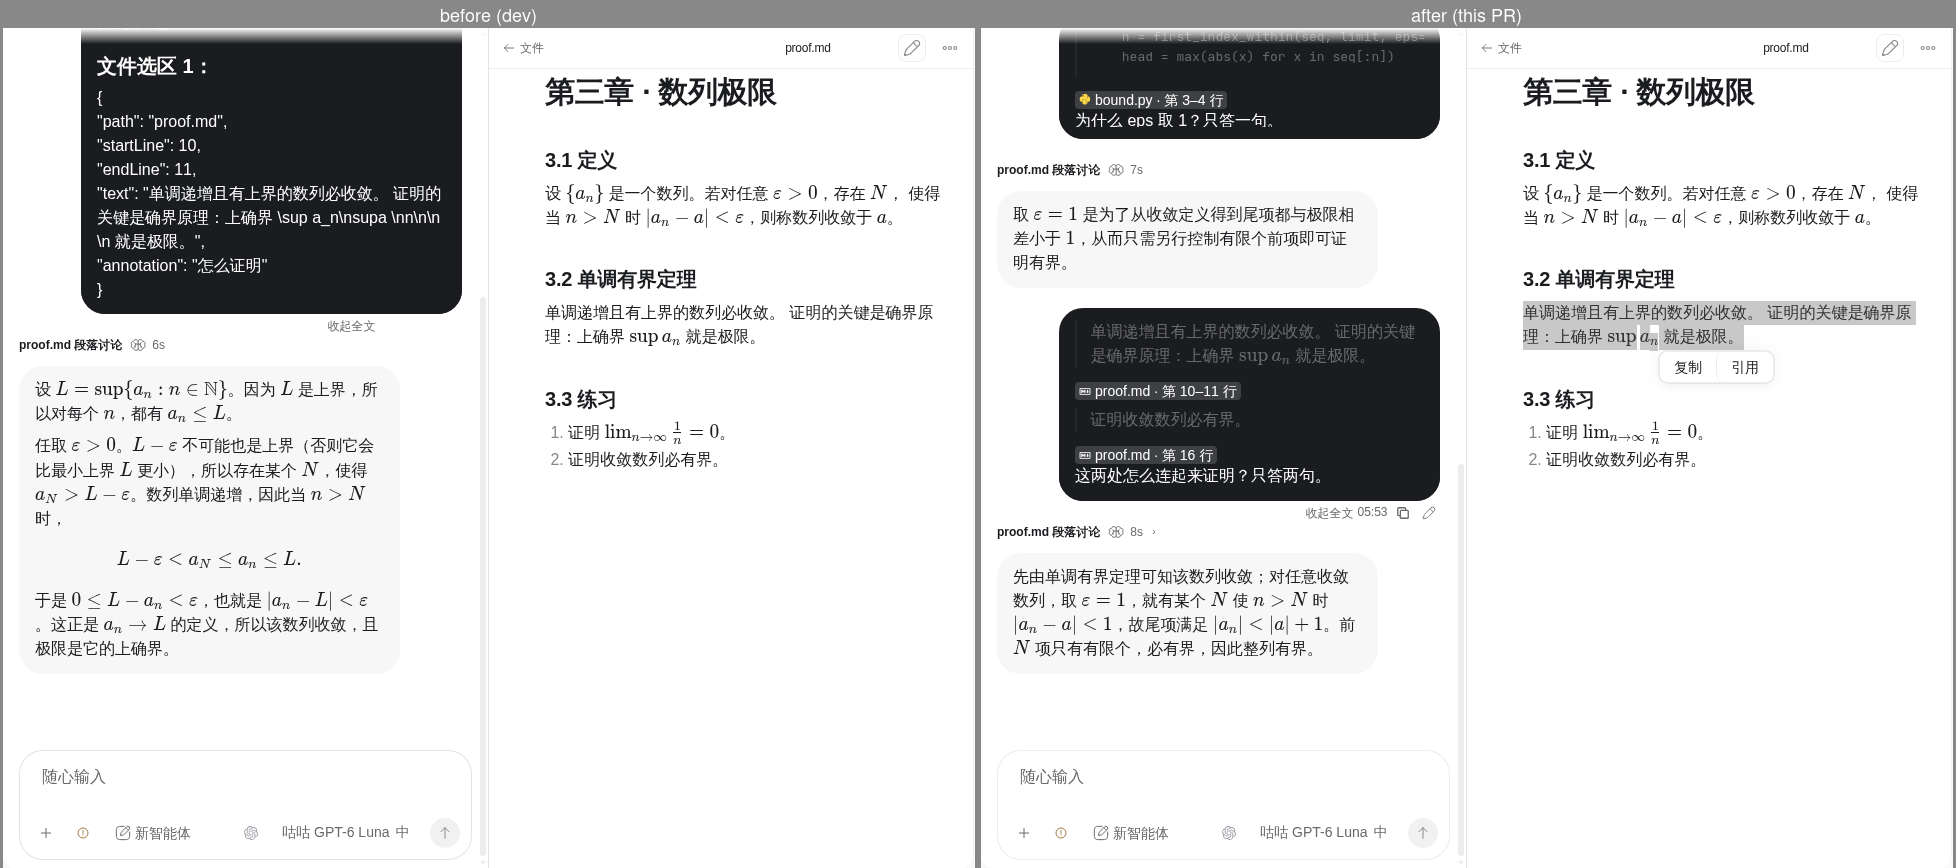 before (dev)
文件选区 1：
{
"path": "proof.md",
"startLine": 10,
"endLine": 11,
"text": "单调递增且有上界的数列必收敛。 证明的
关键是确界原理：上确界 \sup a_n\nsupa \nn\nn\n
\n 就是极限。",
"annotation": "怎么证明"
}
收起全文
proof.md 段落讨论 6s
设 L = sup{aₙ : n ∈ ℕ}。因为 L 是上界，所
以对每个 n，都有 aₙ ≤ L。
任取 ε > 0。L − ε 不可能也是上界（否则它会
比最小上界 L 更小），所以存在某个 N，使得
a_N > L − ε。数列单调递增，因此当 n > N
时，
L − ε < a_N ≤ aₙ ≤ L.
于是 0 ≤ L − aₙ < ε，也就是 |aₙ − L| < ε
。这正是 aₙ → L 的定义，所以该数列收敛，且
极限是它的上确界。
随心输入
新智能体 咕咕 GPT-6 Luna 中
← 文件 proof.md
第三章 · 数列极限
3.1 定义
设 {aₙ} 是一个数列。若对任意 ε > 0，存在 N， 使得
当 n > N 时 |aₙ − a| < ε，则称数列收敛于 a。
3.2 单调有界定理
单调递增且有上界的数列必收敛。 证明的关键是确界原
理：上确界 sup aₙ 就是极限。
3.3 练习
1. 证明 limₙ→∞ 1/n = 0。
2. 证明收敛数列必有界。
after (this PR)
n = first_index_within(seq, limit, eps=
head = max(abs(x) for x in seq[:n])
bound.py · 第 3–4 行
为什么 eps 取 1？只答一句。
proof.md 段落讨论 7s
取 ε = 1 是为了从收敛定义得到尾项都与极限相
差小于 1，从而只需另行控制有限个前项即可证
明有界。
单调递增且有上界的数列必收敛。 证明的关键
是确界原理：上确界 sup aₙ 就是极限。
proof.md · 第 10–11 行
证明收敛数列必有界。
proof.md · 第 16 行
这两处怎么连起来证明？只答两句。
收起全文 05:53
proof.md 段落讨论 8s ›
先由单调有界定理可知该数列收敛；对任意收敛
数列，取 ε = 1，就有某个 N 使 n > N 时
|aₙ − a| < 1，故尾项满足 |aₙ| < |a| + 1。前
N 项只有有限个，必有界，因此整列有界。
随心输入
新智能体 咕咕 GPT-6 Luna 中
← 文件 proof.md
第三章 · 数列极限
3.1 定义
设 {aₙ} 是一个数列。若对任意 ε > 0，存在 N， 使得
当 n > N 时 |aₙ − a| < ε，则称数列收敛于 a。
3.2 单调有界定理
单调递增且有上界的数列必收敛。 证明的关键是确界原
理：上确界 sup aₙ 就是极限。
复制 引用
3.3 练习
1. 证明 limₙ→∞ 1/n = 0。
2. 证明收敛数列必有界。